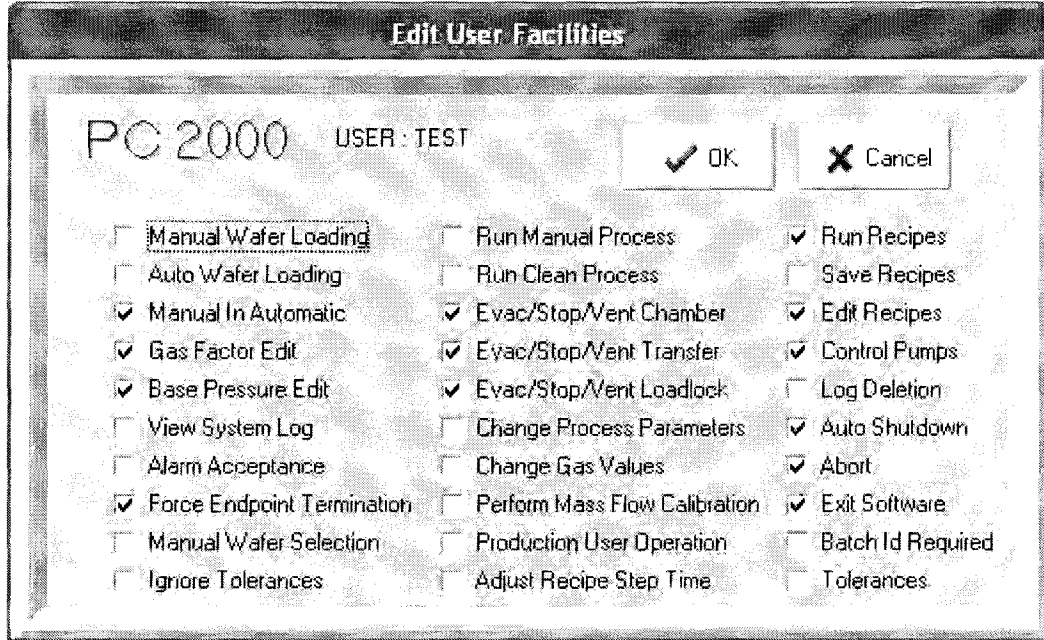 Edit User Facilities
PC 2000 USER : TEST OK Cancel
Manual Wafer Loading Run Manual Process Run Recipes
Auto Wafer Loading Run Clean Process Save Recipes
Manual In Automatic Evac/Stop/Vent Chamber Edit Recipes
Gas Factor Edit Evac/Stop/Vent Transfer Control Pumps
Base Pressure Edit Evac/Stop/Vent Loadlock Log Deletion
View System Log Change Process Parameters Auto Shutdown
Alarm Acceptance Change Gas Values Abort
Force Endpoint Termination Perform Mass Flow Calibration Exit Software
Manual Wafer Selection Production User Operation Batch Id Required
Ignore Tolerances Adjust Recipe Step Time Tolerances